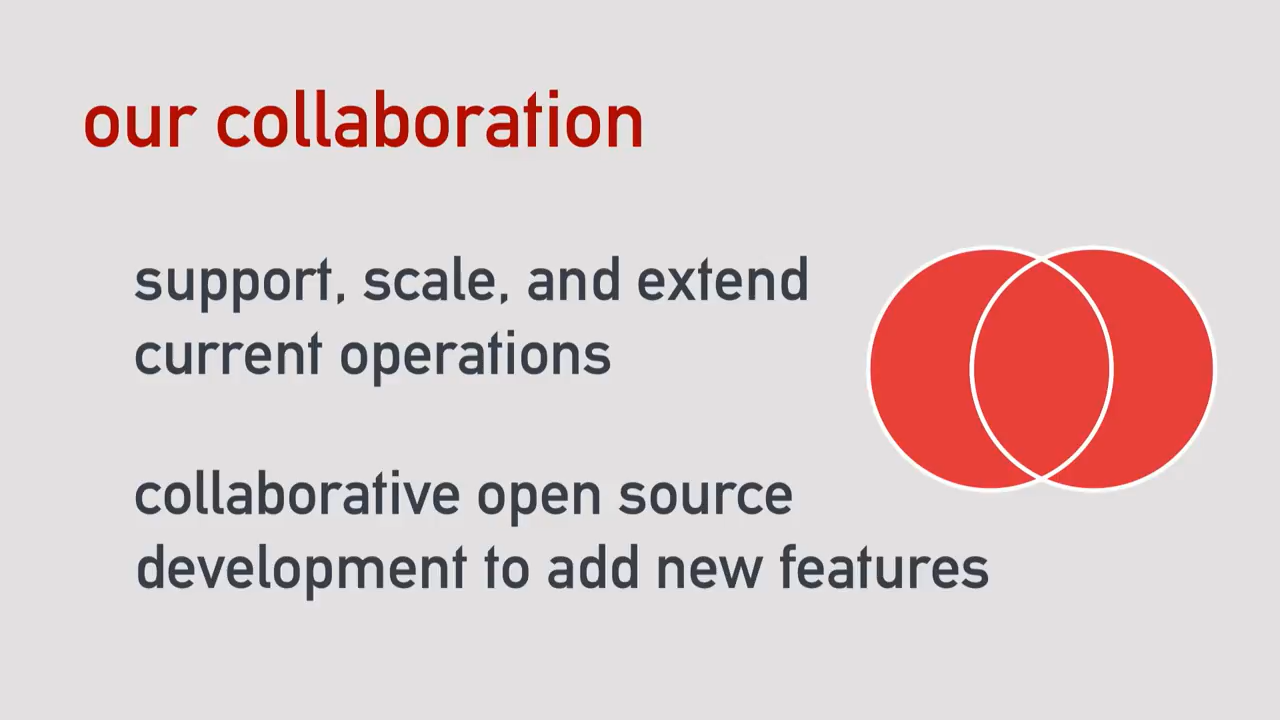 our collaboration
support, scale, and extend
current operations
collaborative open source
development to add new features